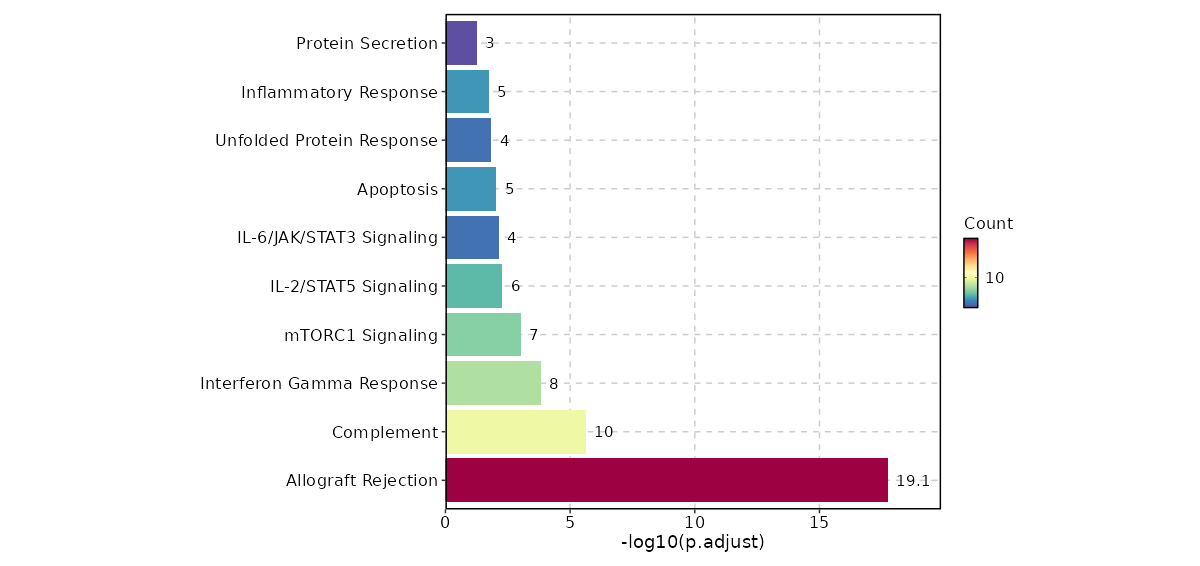 Protein Secretion 3
Inflammatory Response 5
Unfolded Protein Response 4
Apoptosis 5
IL-6/JAK/STAT3 Signaling 4
IL-2/STAT5 Signaling 6
mTORC1 Signaling 7
Interferon Gamma Response 8
Complement 10
Allograft Rejection 19.1
0 5 10 15
-log10(p.adjust)
Count
10